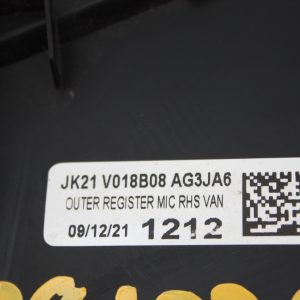 JK21 V018B08 AG3JA6
OUTER REGISTER MIC RHS VAN
09/12/21 1212